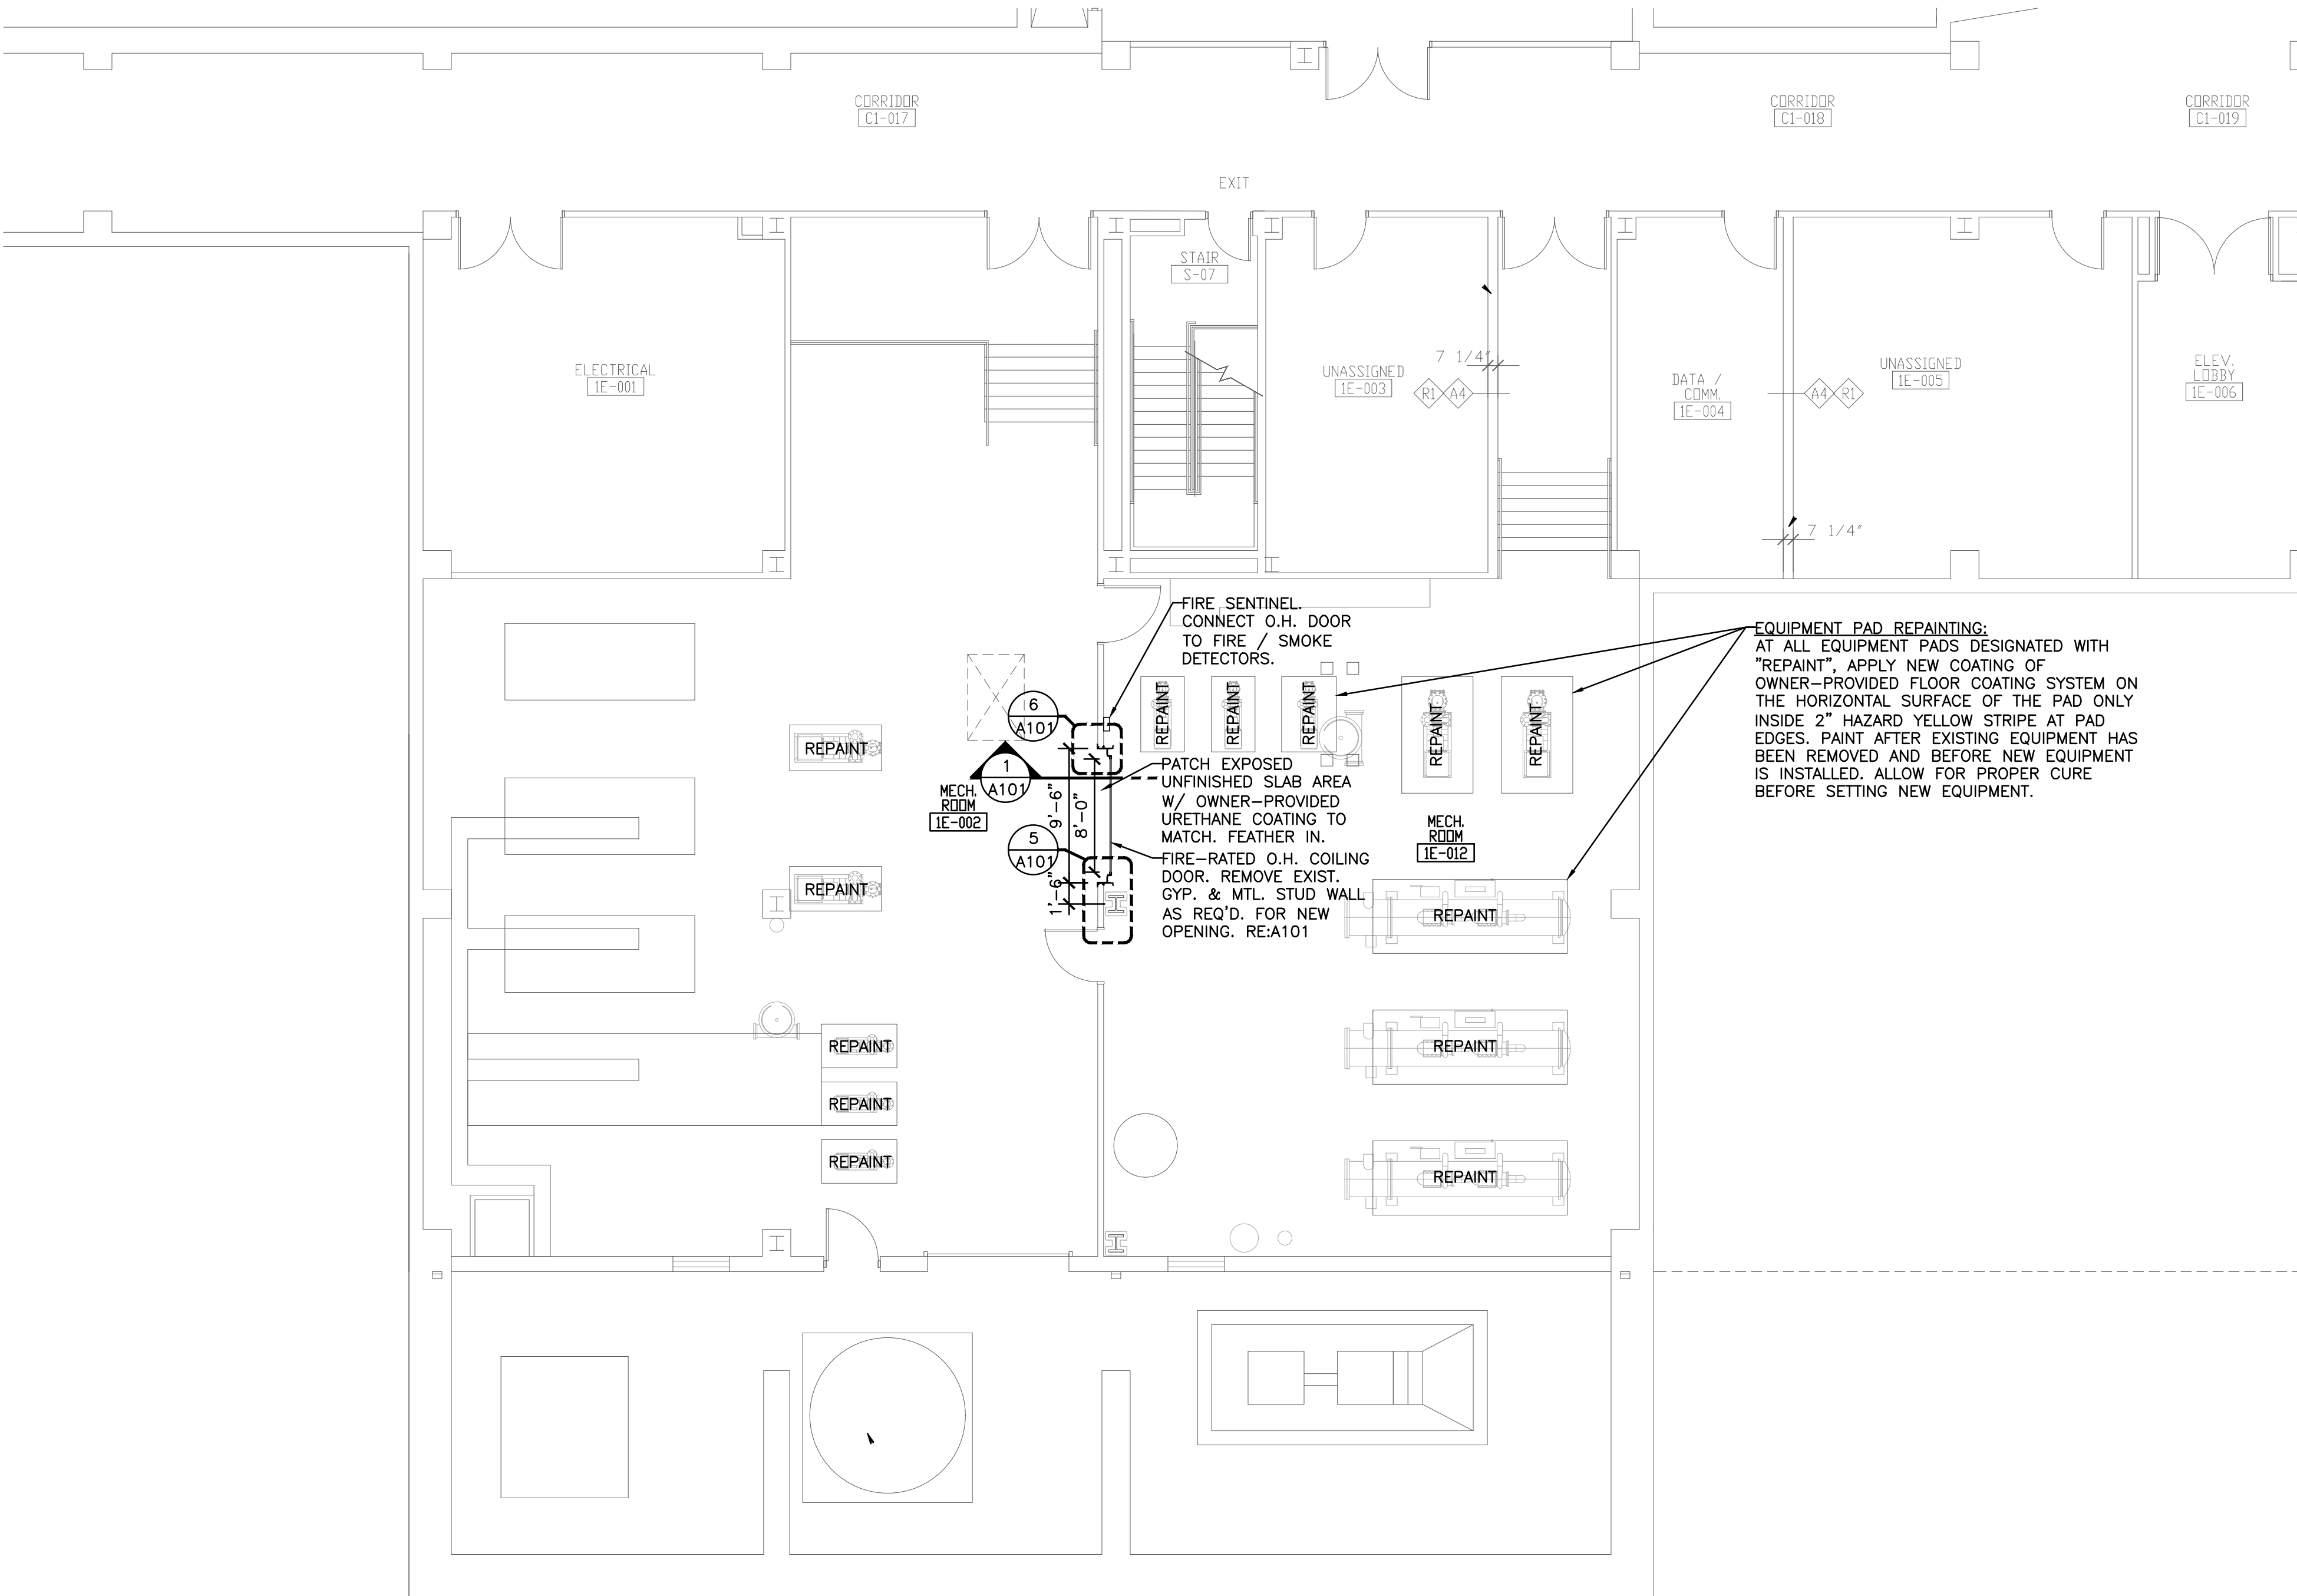 CORRIDOR
C1-017
CORRIDOR
C1-018
CORRIDOR
C1-019
EXIT
STAIR
S-07
ELECTRICAL
1E-001
UNASSIGNED
1E-003
7 1/4"
R1
A4
DATA /
COMM.
1E-004
A4
R1
UNASSIGNED
1E-005
ELEV.
LOBBY
1E-006
7 1/4"
FIRE SENTINEL.
CONNECT O.H. DOOR
TO FIRE / SMOKE
DETECTORS.
EQUIPMENT PAD REPAINTING:
AT ALL EQUIPMENT PADS DESIGNATED WITH
"REPAINT", APPLY NEW COATING OF
OWNER-PROVIDED FLOOR COATING SYSTEM ON
THE HORIZONTAL SURFACE OF THE PAD ONLY
INSIDE 2" HAZARD YELLOW STRIPE AT PAD
EDGES. PAINT AFTER EXISTING EQUIPMENT HAS
BEEN REMOVED AND BEFORE NEW EQUIPMENT
IS INSTALLED. ALLOW FOR PROPER CURE
BEFORE SETTING NEW EQUIPMENT.
REPAINT
REPAINT
REPAINT
REPAINT
REPAINT
6
A101
REPAINT
1
A101
MECH.
ROOM
1E-002
9'-6"
8'-0"
1'-6"
PATCH EXPOSED
UNFINISHED SLAB AREA
W/ OWNER-PROVIDED
URETHANE COATING TO
MATCH. FEATHER IN.
MECH.
ROOM
1E-012
5
A101
FIRE-RATED O.H. COILING
DOOR. REMOVE EXIST.
GYP. & MTL. STUD WALL
AS REQ'D. FOR NEW
OPENING. RE:A101
REPAINT
REPAINT
REPAINT
REPAINT
REPAINT
REPAINT
REPAINT